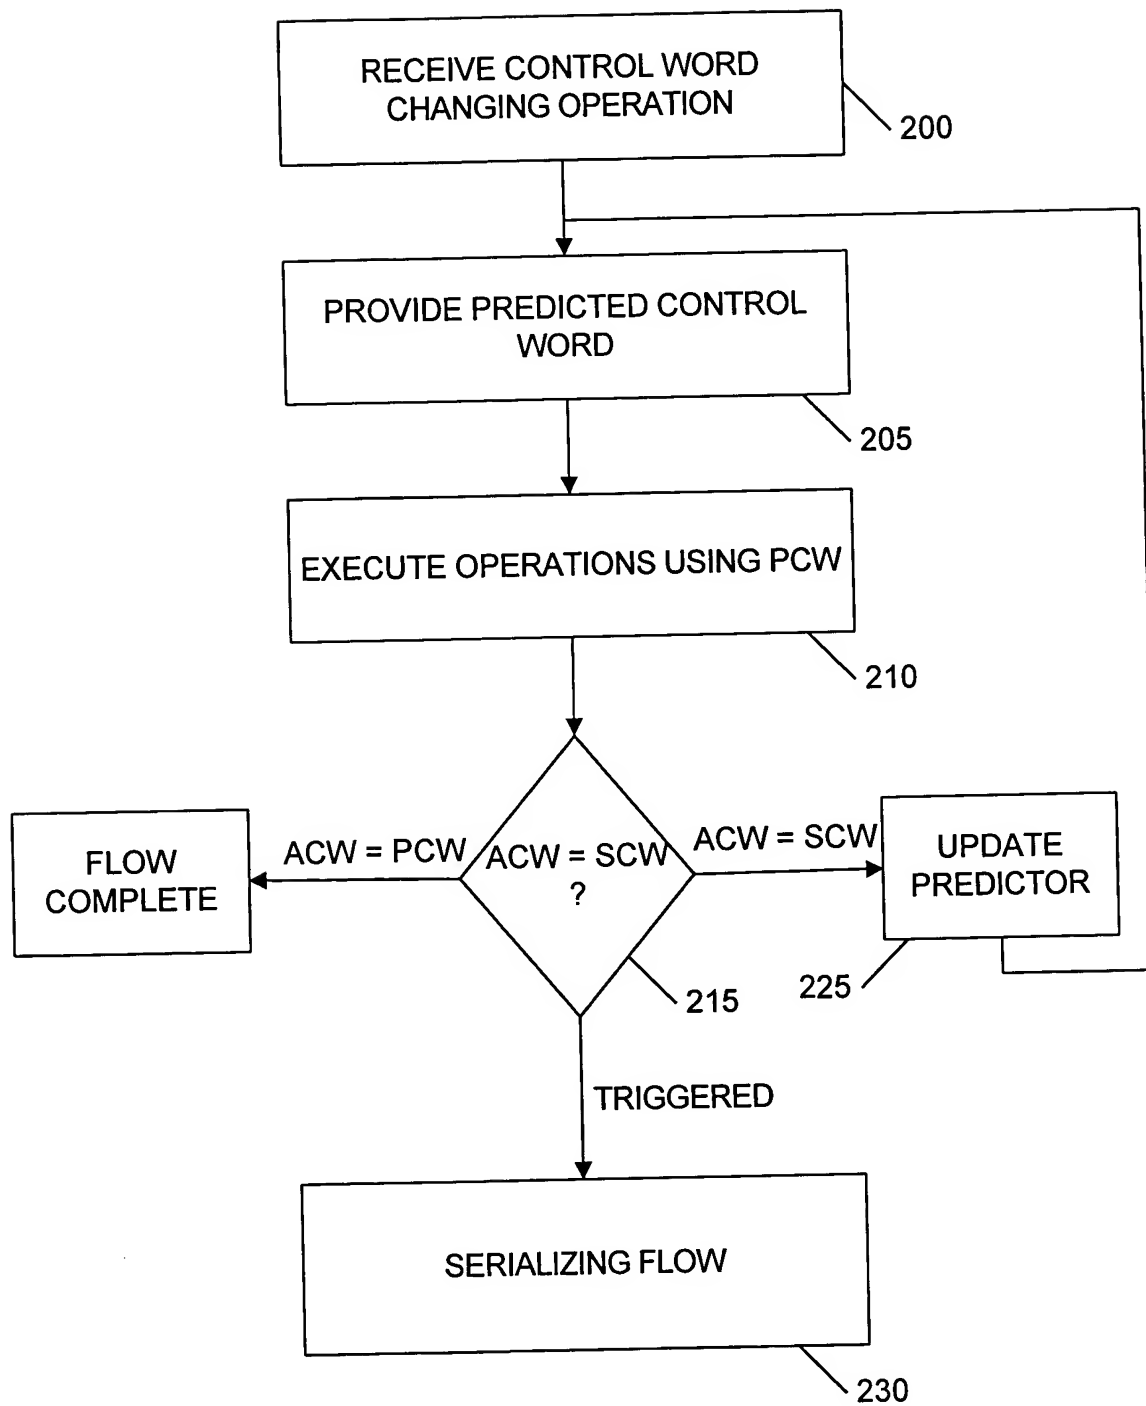 RECEIVE CONTROL WORD
CHANGING OPERATION
200
PROVIDE PREDICTED CONTROL
WORD
205
EXECUTE OPERATIONS USING PCW
210
FLOW
COMPLETE
ACW = PCW
ACW = SCW
?
ACW = SCW
UPDATE
PREDICTOR
215
225
TRIGGERED
SERIALIZING FLOW
230